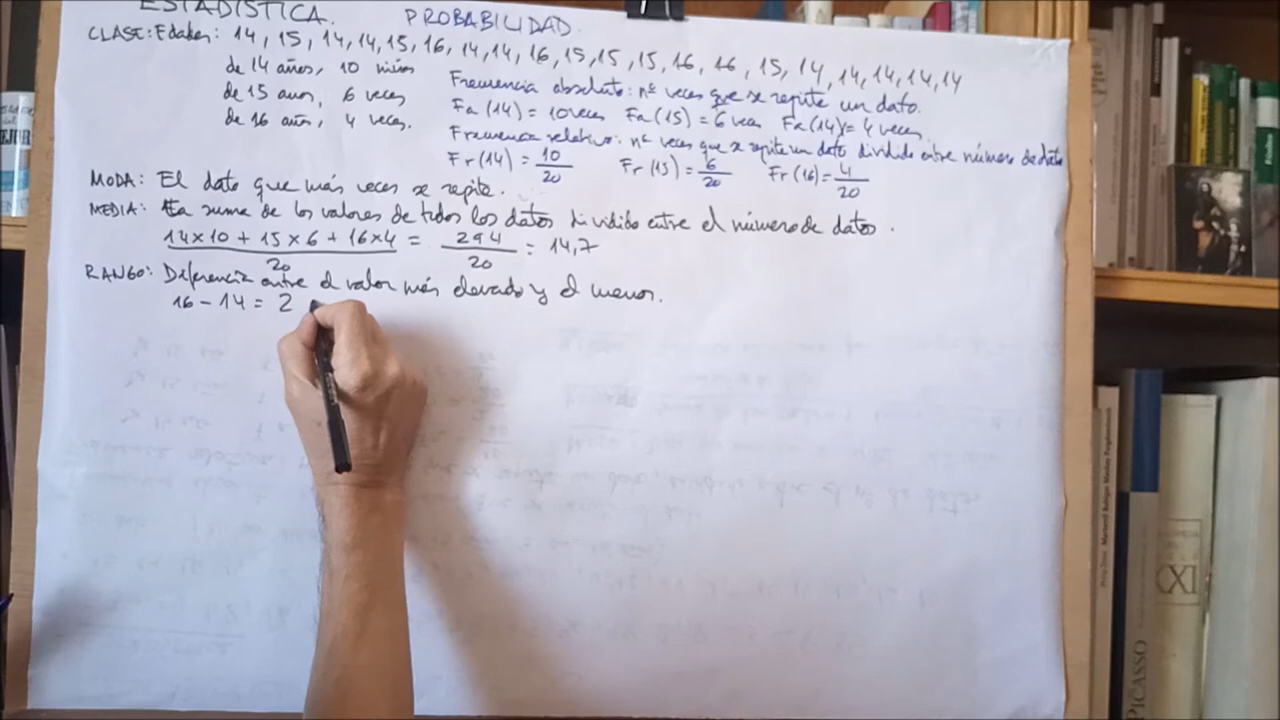 ESTADÍSTICA. PROBABILIDAD.
CLASE: Edades: 14, 15, 14, 14, 15, 16, 14, 14, 16, 15, 15, 15, 16, 16, 15, 14, 14, 14, 14, 14
de 14 años, 10 niños
de 15 años, 6 veces
de 16 años, 4 veces.
Frecuencia absoluta: nº veces que se repite un dato.
Fa (14) = 10 veces Fa (15) = 6 veces Fa (14) = 4 veces
Frecuencia relativa: nº veces que se repite un dato dividido entre número de datos
Fr (14) = 10/20 Fr (15) = 6/20 Fr (16) = 4/20
MODA: El dato que más veces se repite.
MEDIA: La suma de los valores de todos los datos dividido entre el número de datos.
14x10 + 15x6 + 16x4 / 20 = 294 / 20 = 14,7
RANGO: Diferencia entre el valor más elevado y el menor.
16 - 14 = 2
PICASSO
XXI